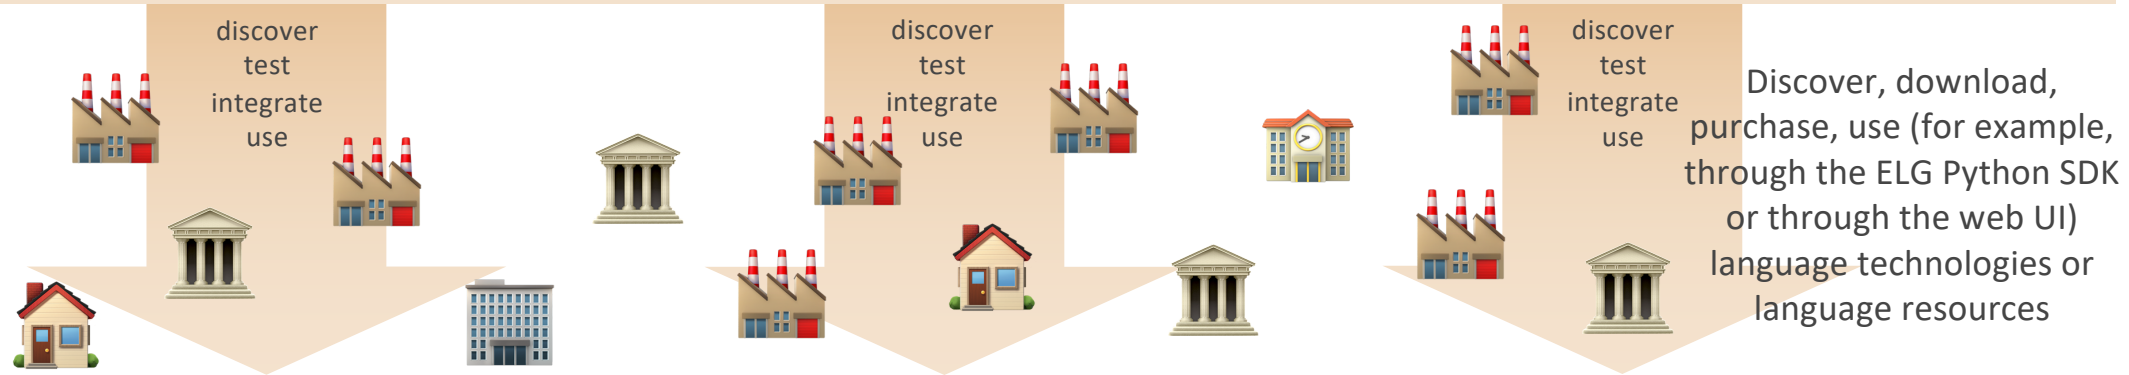 discover
test
integrate
use
discover
test
integrate
use
discover
test
integrate
use
Discover, download,
purchase, use (for example,
through the ELG Python SDK
or through the web UI)
language technologies or
language resources